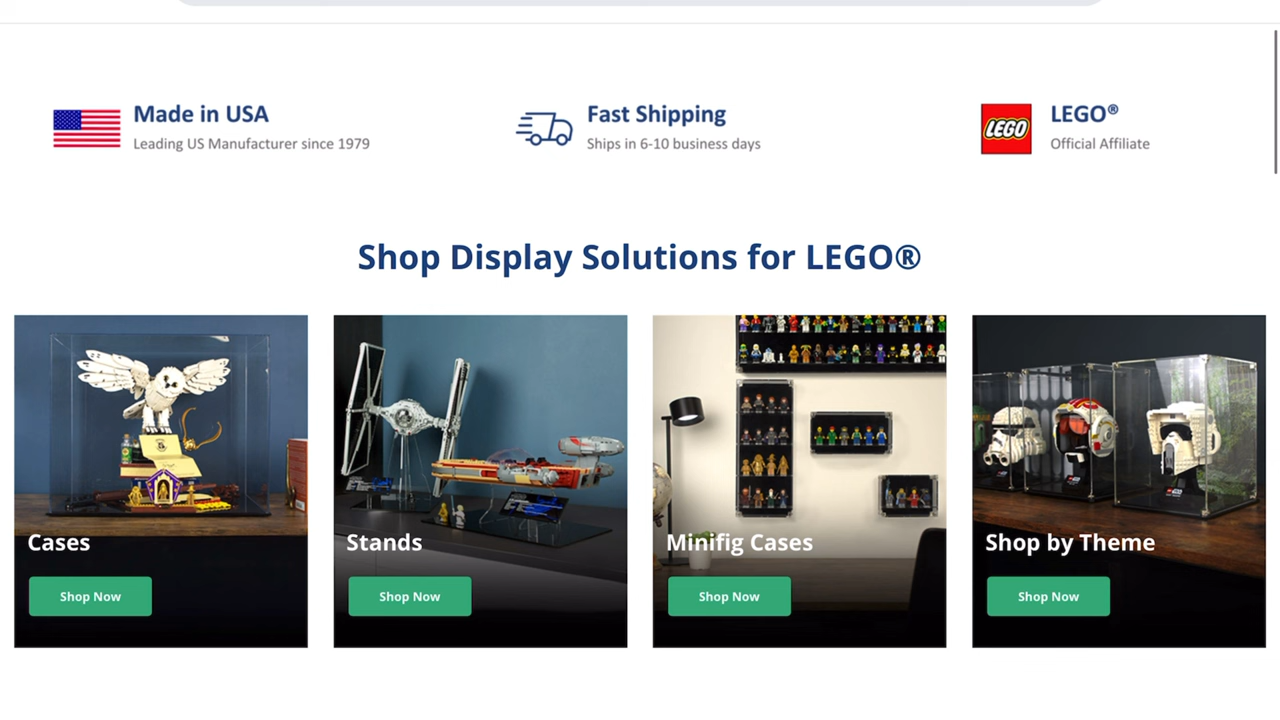 Made in USA
Leading US Manufacturer since 1979
Fast Shipping
Ships in 6-10 business days
LEGO
LEGO®
Official Affiliate
Shop Display Solutions for LEGO®
Cases
Shop Now
Stands
Shop Now
Minifig Cases
Shop Now
Shop by Theme
Shop Now